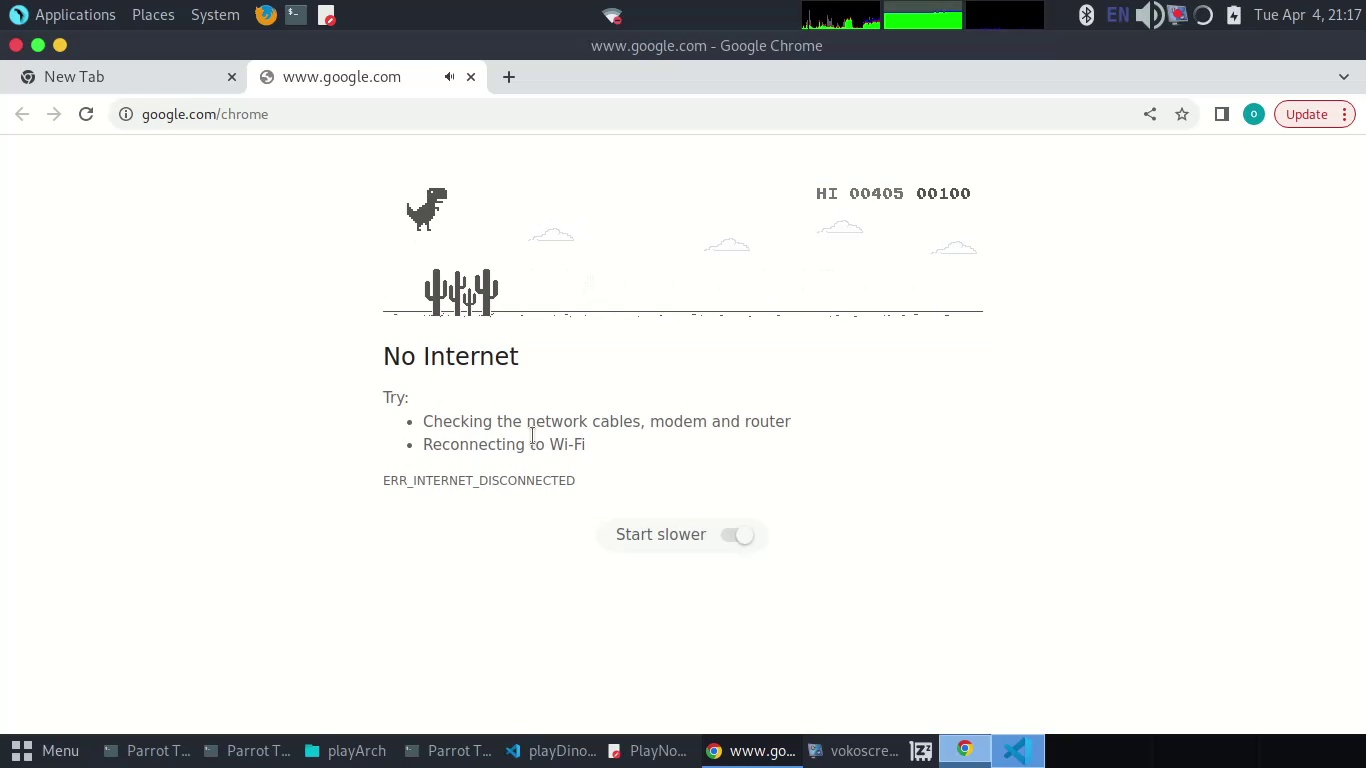 Applications Places System EN Tue Apr 4, 21:17
www.google.com - Google Chrome
New Tab www.google.com
google.com/chrome Update
HI 00405 00100
No Internet
Try:
Checking the network cables, modem and router
Reconnecting to Wi-Fi
ERR_INTERNET_DISCONNECTED
Start slower
Menu Parrot T... Parrot T... playArch Parrot T... playDino... PlayNo... www.go... vokoscre...